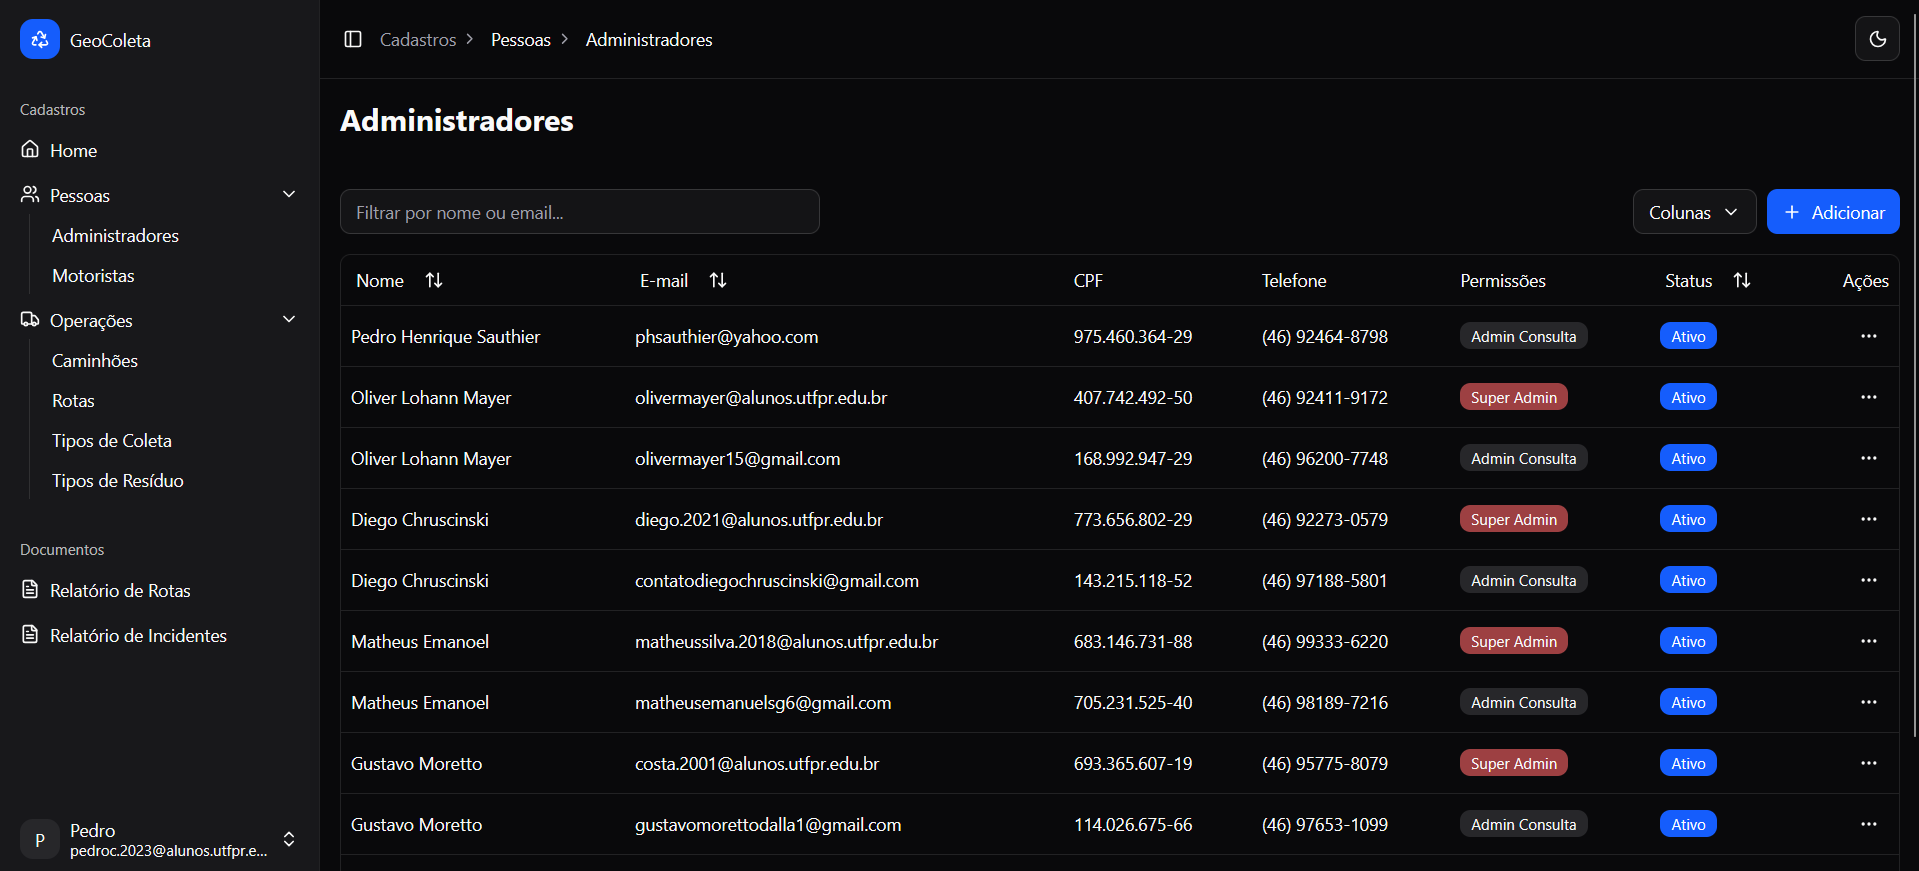 GeoColeta
Cadastros
Home
Pessoas
Administradores
Motoristas
Operações
Caminhões
Rotas
Tipos de Coleta
Tipos de Resíduo
Documentos
Relatório de Rotas
Relatório de Incidentes
P
Pedro
pedroc.2023@alunos.utfpr.e...
Cadastros > Pessoas > Administradores
Administradores
Filtrar por nome ou email...
Colunas
+ Adicionar
Nome E-mail CPF Telefone Permissões Status Ações
Pedro Henrique Sauthier phsauthier@yahoo.com 975.460.364-29 (46) 92464-8798 Admin Consulta Ativo ...
Oliver Lohann Mayer olivermayer@alunos.utfpr.edu.br 407.742.492-50 (46) 92411-9172 Super Admin Ativo ...
Oliver Lohann Mayer olivermayer15@gmail.com 168.992.947-29 (46) 96200-7748 Admin Consulta Ativo ...
Diego Chruscinski diego.2021@alunos.utfpr.edu.br 773.656.802-29 (46) 92273-0579 Super Admin Ativo ...
Diego Chruscinski contatodiegochruscinski@gmail.com 143.215.118-52 (46) 97188-5801 Admin Consulta Ativo ...
Matheus Emanoel matheussilva.2018@alunos.utfpr.edu.br 683.146.731-88 (46) 99333-6220 Super Admin Ativo ...
Matheus Emanoel matheusemanuelsg6@gmail.com 705.231.525-40 (46) 98189-7216 Admin Consulta Ativo ...
Gustavo Moretto costa.2001@alunos.utfpr.edu.br 693.365.607-19 (46) 95775-8079 Super Admin Ativo ...
Gustavo Moretto gustavomorettodalla1@gmail.com 114.026.675-66 (46) 97653-1099 Admin Consulta Ativo ...